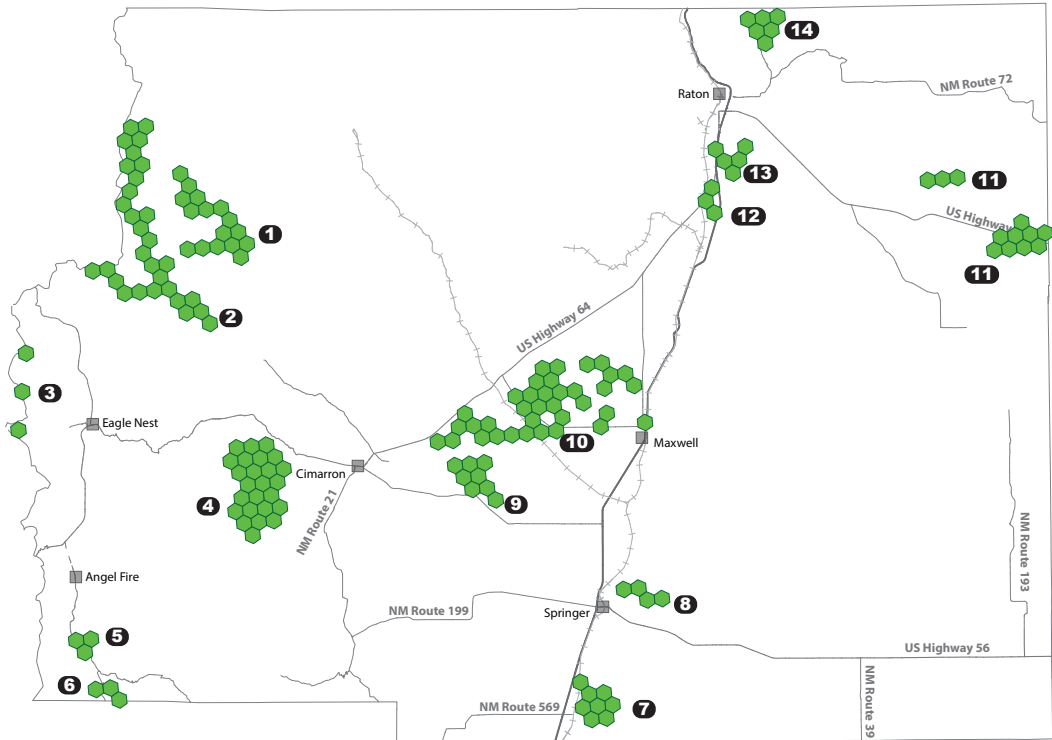 14
Raton
NM Route 72
13
11
12
1
US Highway
11
2
US Highway 64
3
Eagle Nest
10
Maxwell
Cimarron
4
9
NM Route 21
NM Route 193
Angel Fire
8
NM Route 199
Springer
5
US Highway 56
6
NM Route 569
7
NM Route 39